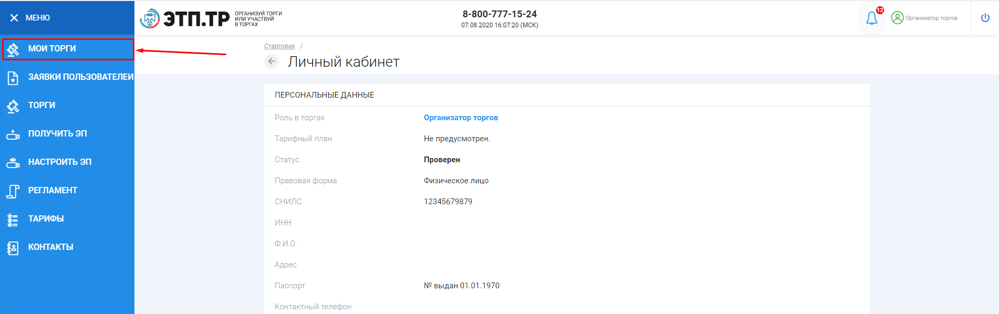 МЕНЮ
МОИ ТОРГИ
ЗАЯВКИ ПОЛЬЗОВАТЕЛЕЙ
ТОРГИ
ПОЛУЧИТЬ ЭП
НАСТРОИТЬ ЭП
РЕГЛАМЕНТ
ТАРИФЫ
КОНТАКТЫ
ЭТП.ТР
ОРГАНИЗУЙ ТОРГИ
ИЛИ УЧАСТВУЙ
В ТОРГАХ
8-800-777-15-24
07.08.2020 16:07:20 (МСК)
12
Организатор торгов
Стартовая /
Личный кабинет
ПЕРСОНАЛЬНЫЕ ДАННЫЕ
Роль в торгах Организатор торгов
Тарифный план Не предусмотрен.
Статус Проверен
Правовая форма Физическое лицо
СНИЛС 12345679879
ИНН
Ф.И.О.
Адрес
Паспорт № выдан 01.01.1970
Контактный телефон